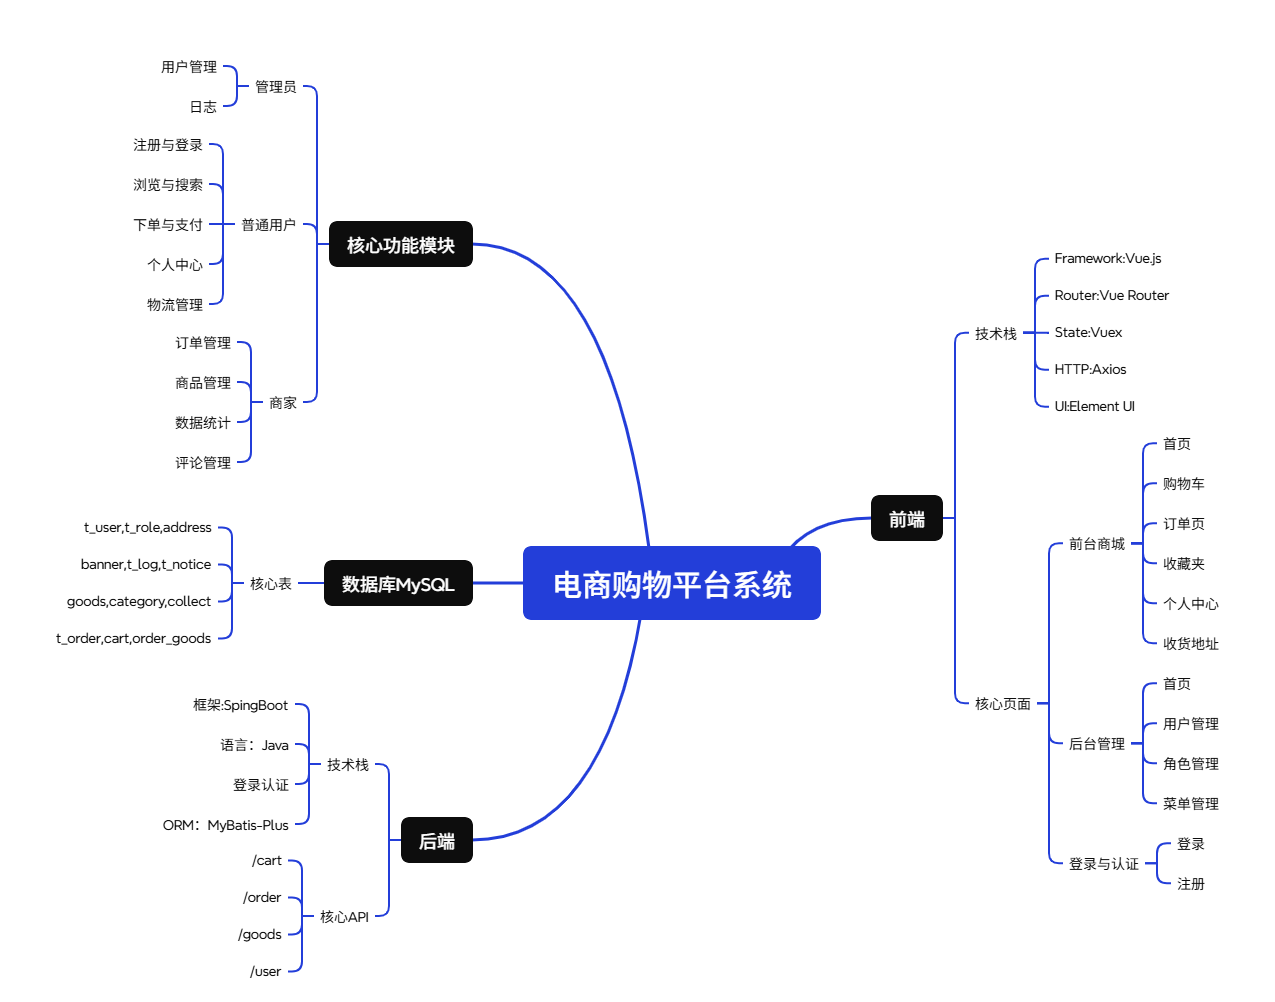 电商购物平台系统
核心功能模块
管理员
用户管理
日志
普通用户
注册与登录
浏览与搜索
下单与支付
个人中心
物流管理
商家
订单管理
商品管理
数据统计
评论管理
数据库MySQL
核心表
t_user,t_role,address
banner,t_log,t_notice
goods,category,collect
t_order,cart,order_goods
后端
技术栈
框架:SpingBoot
语言：Java
登录认证
ORM：MyBatis-Plus
核心API
/cart
/order
/goods
/user
前端
技术栈
Framework:Vue.js
Router:Vue Router
State:Vuex
HTTP:Axios
UI:Element UI
核心页面
前台商城
首页
购物车
订单页
收藏夹
个人中心
收货地址
后台管理
首页
用户管理
角色管理
菜单管理
登录与认证
登录
注册